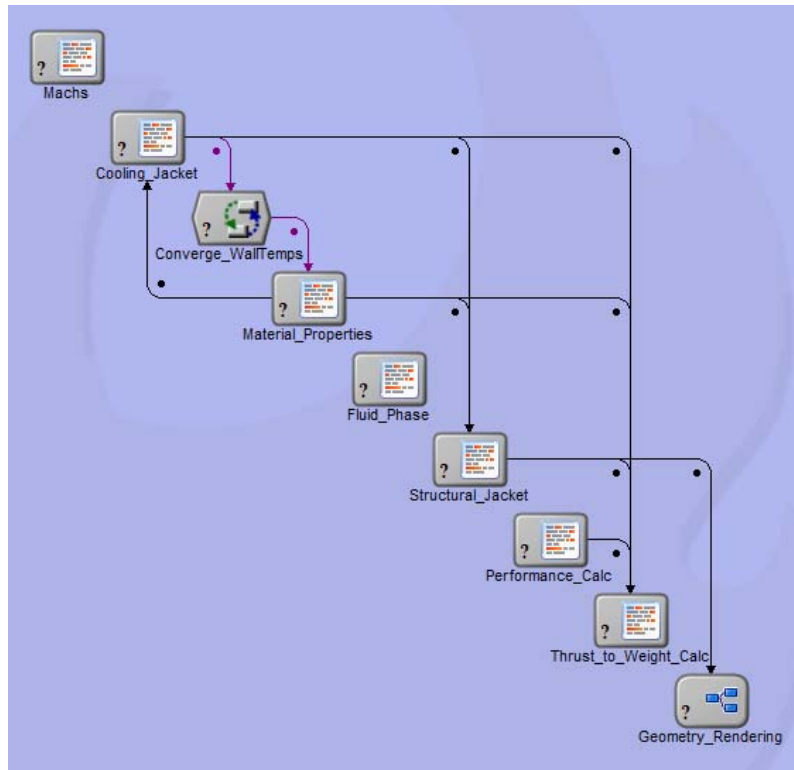 ?
Machs
?
Cooling_Jacket
?
Converge_WallTemps
?
Material_Properties
?
Fluid_Phase
?
Structural_Jacket
?
Performance_Calc
?
Thrust_to_Weight_Calc
?
Geometry_Rendering